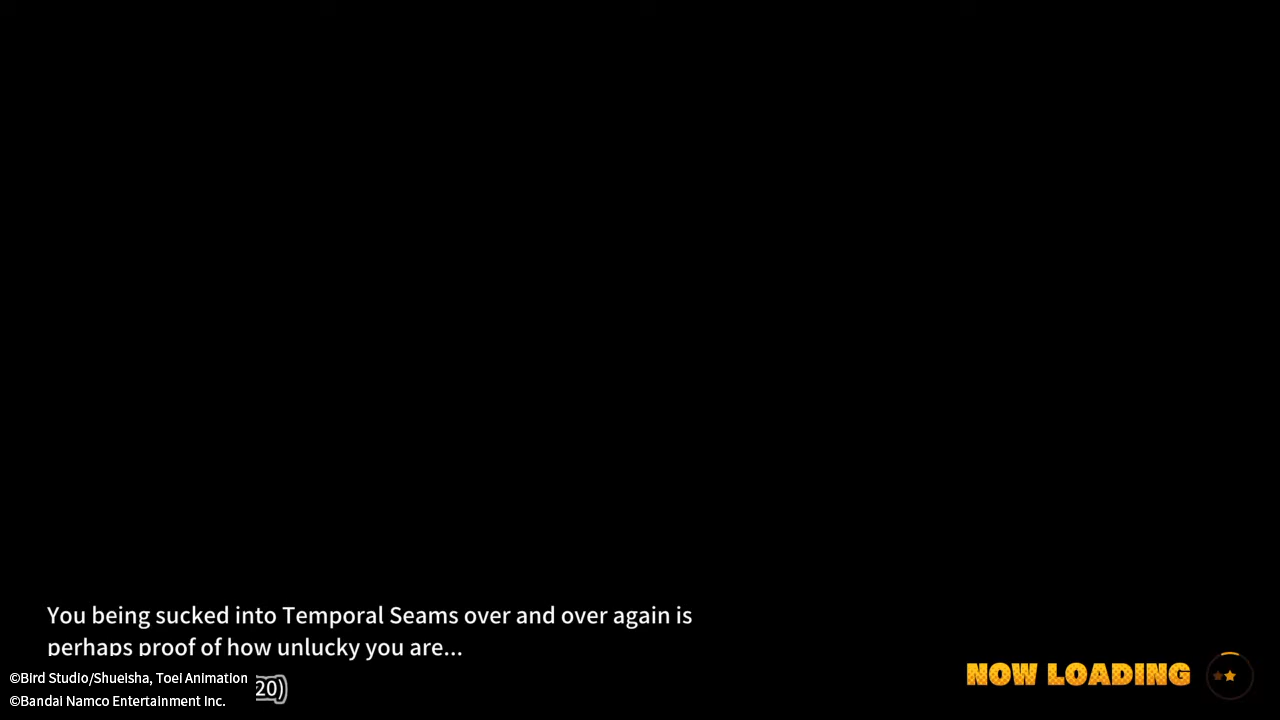 You being sucked into Temporal Seams over and over again is
perhaps proof of how unlucky you are...
©Bird Studio/Shueisha, Toei Animation
20)
©Bandai Namco Entertainment Inc.
NOW LOADING